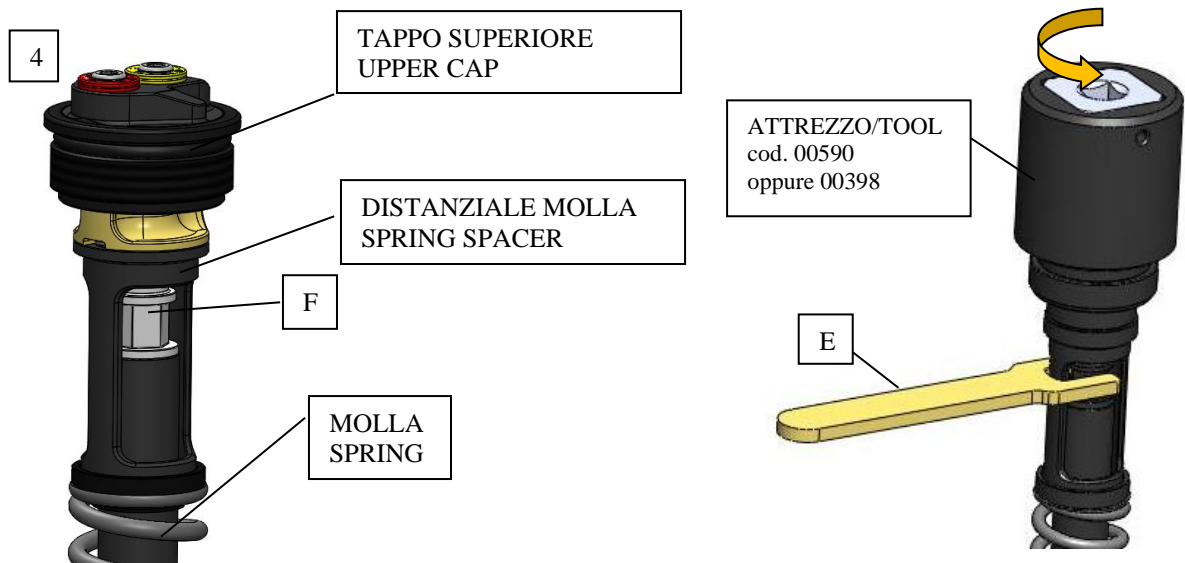 4
TAPPO SUPERIORE
UPPER CAP
DISTANZIALE MOLLA
SPRING SPACER
F
MOLLA
SPRING
ATTREZZO/TOOL
cod. 00590
oppure 00398
E